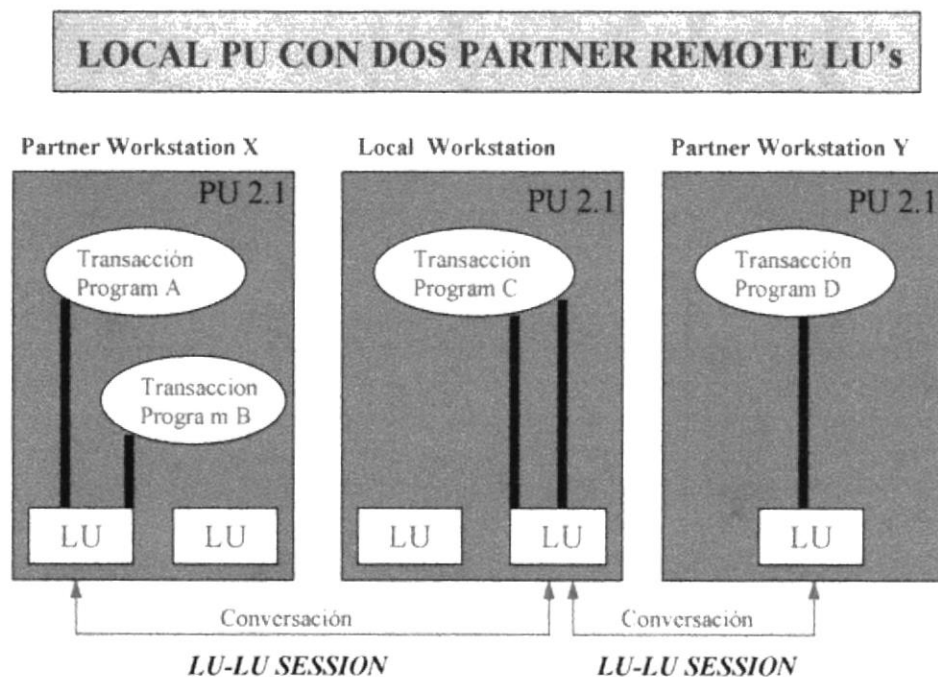 LOCAL PU CON DOS PARTNER REMOTE LU's
Partner Workstation X
Local Workstation
Partner Workstation Y
PU 2.1
PU 2.1
PU 2.1
Transacción
Program A
Transacción
Program C
Transacción
Program D
Transaccion
Progra m B
LU
LU
LU
LU
LU
Conversación
Conversación
LU-LU SESSION
LU-LU SESSION